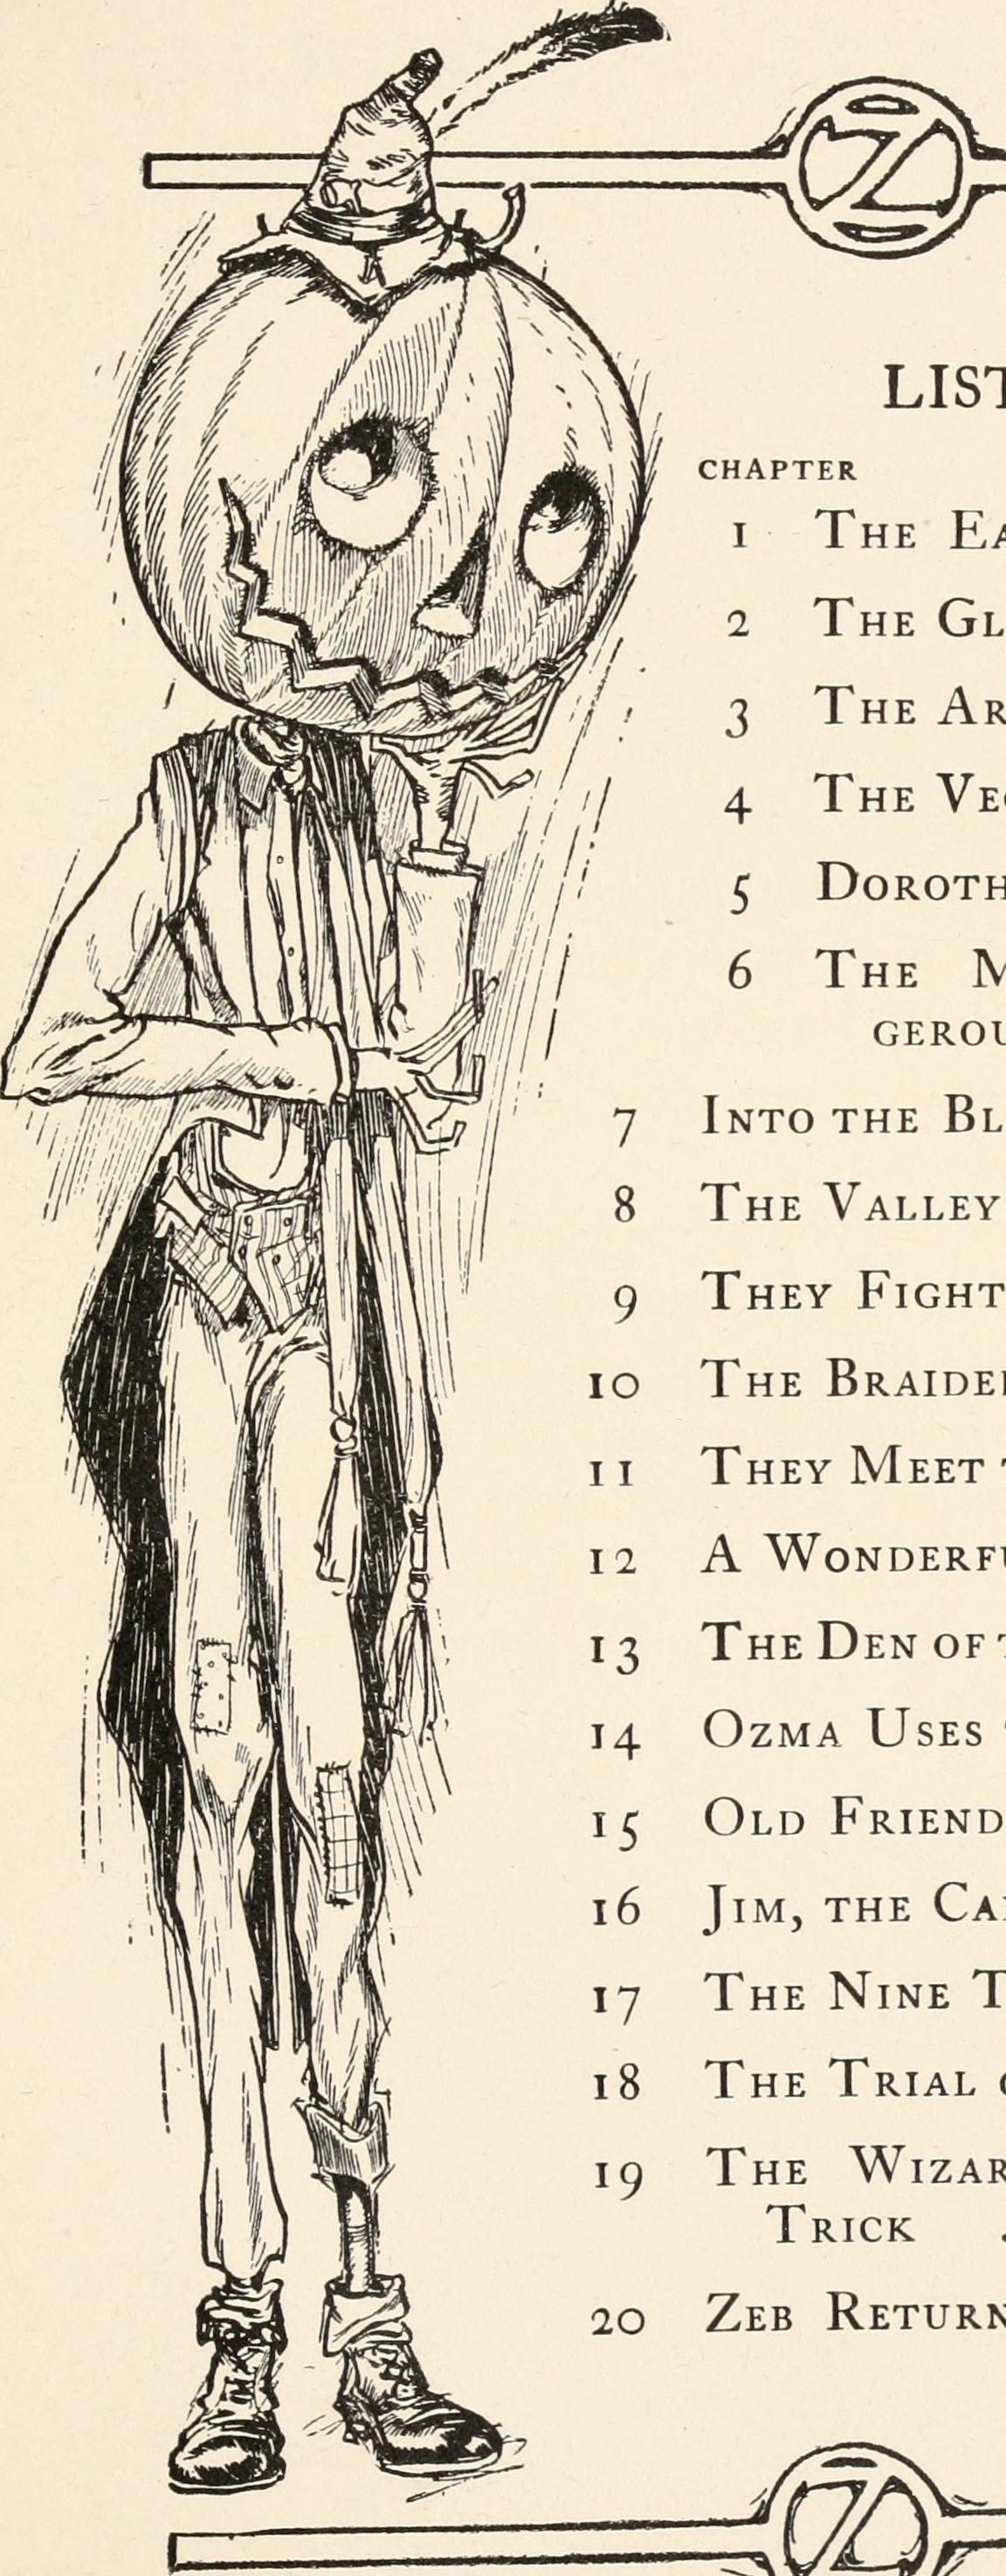 OZ
LIST
CHAPTER
1 THE EA
2 THE GL
3 THE AR
4 THE VE
5 DOROTH
6 THE M
GEROU
7 INTO THE BL
8 THE VALLEY
9 THEY FIGHT
10 THE BRAIDE
11 THEY MEET
12 A WONDERFU
13 THE DEN OF
14 OZMA USES
15 OLD FRIEND
16 JIM, THE CA
17 THE NINE T
18 THE TRIAL
19 THE WIZAR
TRICK .
20 ZEB RETURN
OZ